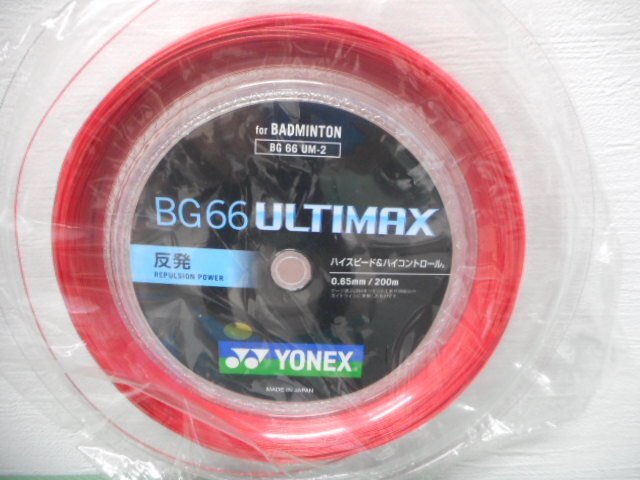 for BADMINTON
BG 66 UM-2
BG66 ULTIMAX
反発
REPULSION POWER
ハイスピード&ハイコントロール。
0.65mm / 200m
YONEX
MADE IN JAPAN